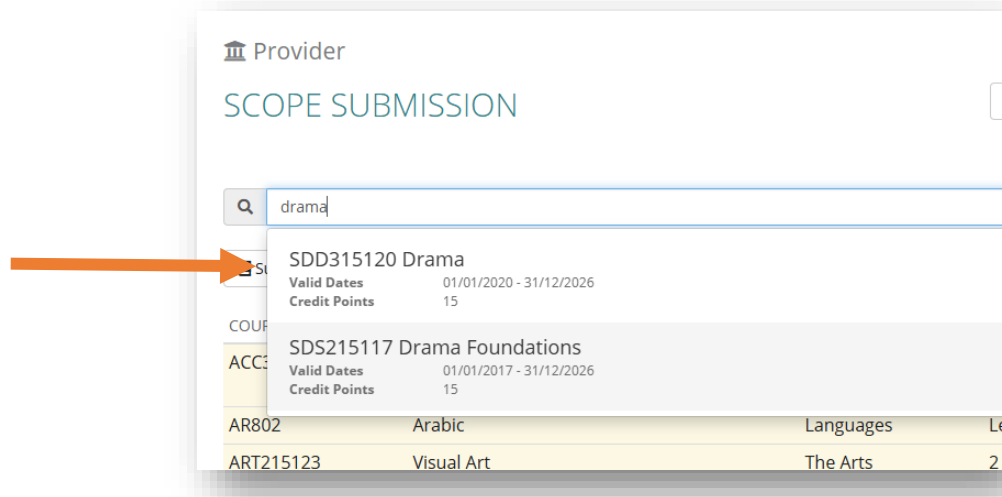 Provider
SCOPE SUBMISSION
drama
SDD315120 Drama
Valid Dates 01/01/2020 - 31/12/2026
Credit Points 15
SDS215117 Drama Foundations
Valid Dates 01/01/2017 - 31/12/2026
Credit Points 15
AR802 Arabic Languages
ART215123 Visual Art The Arts 2